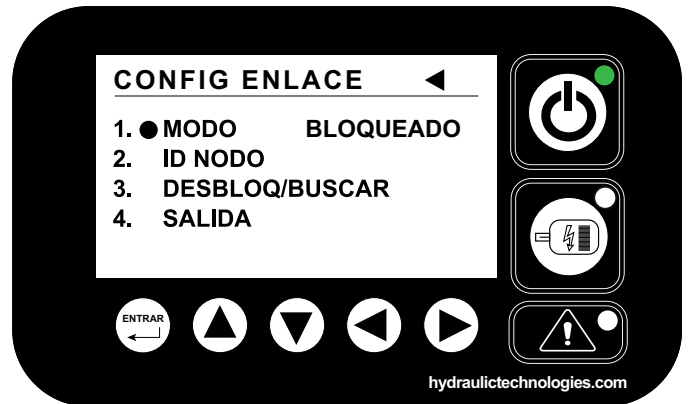 CONFIG ENLACE
1. MODO BLOQUEADO
2. ID NODO
3. DESBLOQ/BUSCAR
4. SALIDA
ENTRAR
hydraulictechnologies.com